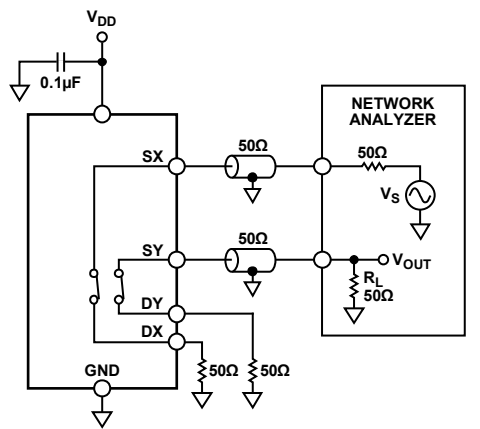 VDD
0.1µF
NETWORK
ANALYZER
SX
50Ω
50Ω
VS
SY
50Ω
VOUT
RL
50Ω
DY
DX
GND
50Ω
50Ω